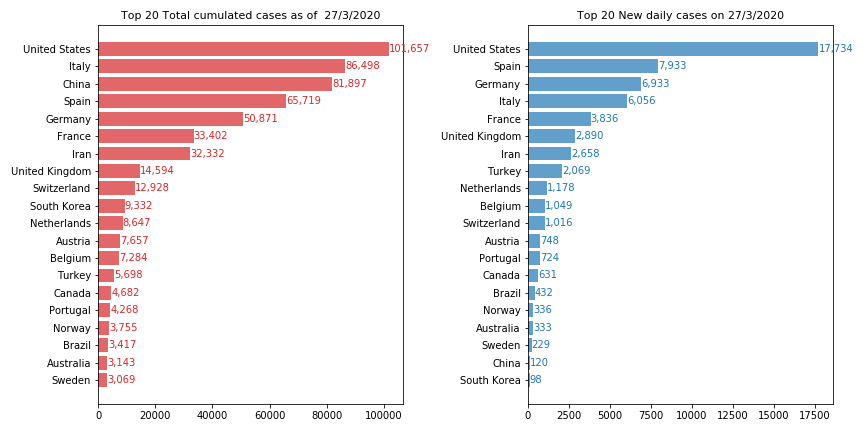 Top 20 Total cumulated cases as of  27/3/2020
United States 101,657
Italy 86,498
China 81,897
Spain 65,719
Germany 50,871
France 33,402
Iran 32,332
United Kingdom 14,594
Switzerland 12,928
South Korea 9,332
Netherlands 8,647
Austria 7,657
Belgium 7,284
Turkey 5,698
Canada 4,682
Portugal 4,268
Norway 3,755
Brazil 3,417
Australia 3,143
Sweden 3,069
0 20000 40000 60000 80000 100000
Top 20 New daily cases on 27/3/2020
United States 17,734
Spain 7,933
Germany 6,933
Italy 6,056
France 3,836
United Kingdom 2,890
Iran 2,658
Turkey 2,069
Netherlands 1,178
Belgium 1,049
Switzerland 1,016
Austria 748
Portugal 724
Canada 631
Brazil 432
Norway 336
Australia 333
Sweden 229
China 120
South Korea 98
0 2500 5000 7500 10000 12500 15000 17500